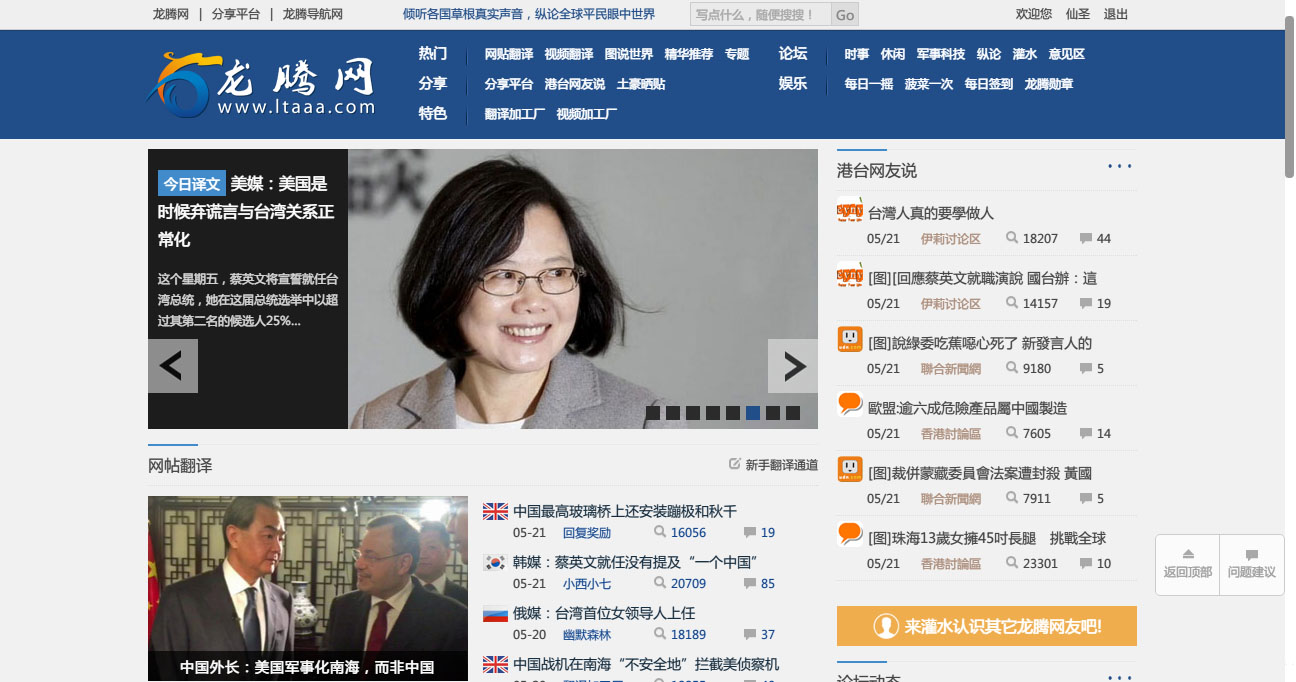 龙腾网 | 分享平台 | 龙腾导航网
倾听各国草根真实声音，纵论全球平民眼中世界
写点什么，随便搜搜！ Go
欢迎您 仙圣 退出
龙腾网
www.ltaaa.com
热门 网贴翻译 视频翻译 图说世界 精华推荐 专题
分享 分享平台 港台网友说 土豪晒贴
特色 翻译加工厂 视频加工厂
论坛 时事 休闲 军事科技 纵论 灌水 意见区
娱乐 每日一摇 菠菜一次 每日签到 龙腾勋章
今日译文 美媒：美国是
时候弃谎言与台湾关系正
常化
这个星期五，蔡英文将宣誓就任台
湾总统，她在这届总统选举中以超
过其第二名的候选人25%...
网帖翻译
新手翻译通道
中国外长：美国军事化南海，而非中国
中国最高玻璃桥上还安装蹦极和秋千
05-21 回复奖励 16056 19
韩媒：蔡英文就任没有提及“一个中国”
05-21 小西小七 20709 85
俄媒：台湾首位女领导人上任
05-20 幽默森林 18189 37
中国战机在南海“不安全地”拦截美侦察机
港台网友说
台灣人真的要學做人
05/21 伊莉讨论区 18207 44
[图][回應蔡英文就職演說 國台辦：這
05/21 伊莉讨论区 14157 19
[图]說綠委吃蕉噁心死了 新發言人的
05/21 聯合新聞網 9180 5
歐盟:逾六成危險產品屬中國製造
05/21 香港討論區 7605 14
[图]裁併蒙藏委員會法案遭封殺 黃國
05/21 聯合新聞網 7911 5
[图]珠海13歲女擁45吋長腿　挑戰全球
05/21 香港討論區 23301 10
来灌水认识其它龙腾网友吧!
论坛动态
返回顶部
问题建议